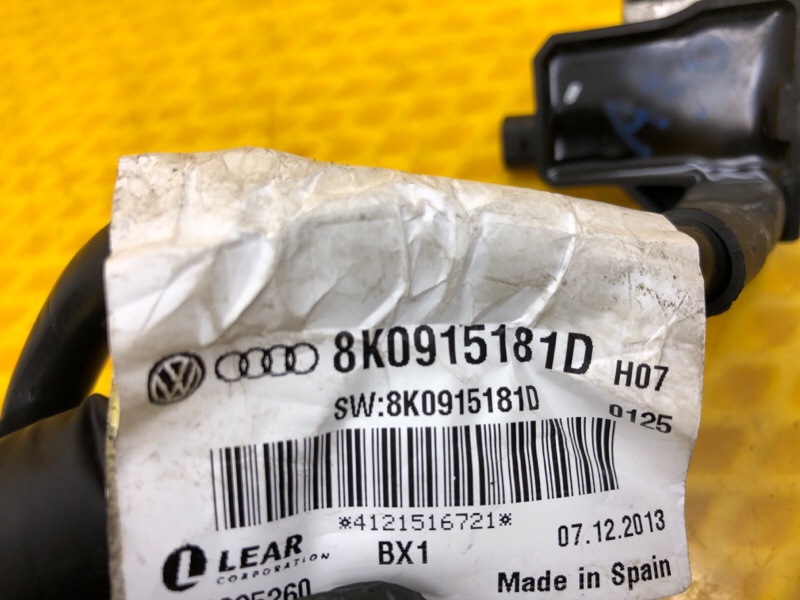 8K0915181D H07
SW:8K0915181D 0125
*4121516721*
LEAR BX1 07.12.2013
CORPORATION
Made in Spain